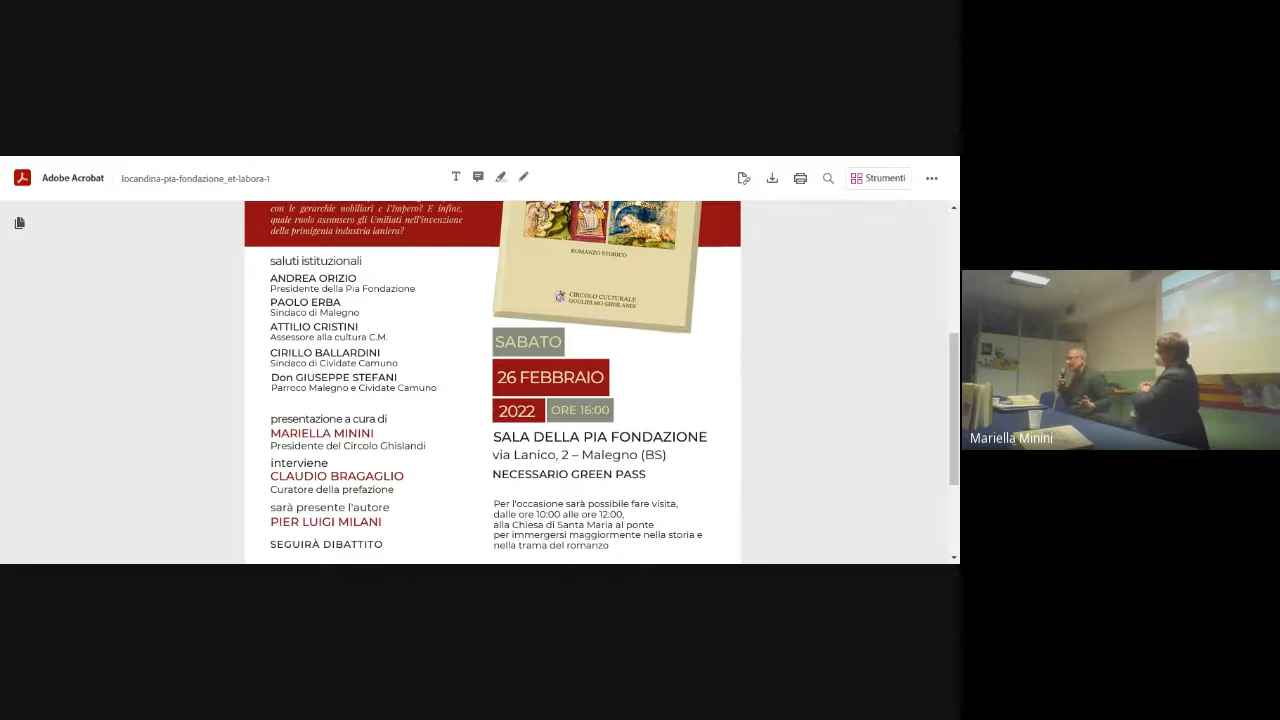 Adobe Acrobat
locandina-pia-fondazione_et-labora-1
Strumenti
con le gerarchie nobiliari e l'Impero? E infine,
quale ruolo assunsero gli Umiliati nell'invenzione
della primigenia industria laniera?
saluti istituzionali
ANDREA ORIZIO
Presidente della Pia Fondazione
PAOLO ERBA
Sindaco di Malegno
ATTILIO CRISTINI
Assessore alla cultura C.M.
CIRILLO BALLARDINI
Sindaco di Cividate Camuno
Don GIUSEPPE STEFANI
Parroco Malegno e Cividate Camuno
presentazione a cura di
MARIELLA MININI
Presidente del Circolo Ghislandi
interviene
CLAUDIO BRAGAGLIO
Curatore della prefazione
sarà presente l'autore
PIER LUIGI MILANI
SEGUIRÀ DIBATTITO
ROMANZO STORICO
CIRCOLO CULTURALE
GUGLIELMO GHISLANDI
SABATO
26 FEBBRAIO
2022 ORE 16:00
SALA DELLA PIA FONDAZIONE
via Lanico, 2 – Malegno (BS)
NECESSARIO GREEN PASS
Per l'occasione sarà possibile fare visita,
dalle ore 10:00 alle ore 12:00,
alla Chiesa di Santa Maria al ponte
per immergersi maggiormente nella storia e
nella trama del romanzo
Mariella Minini